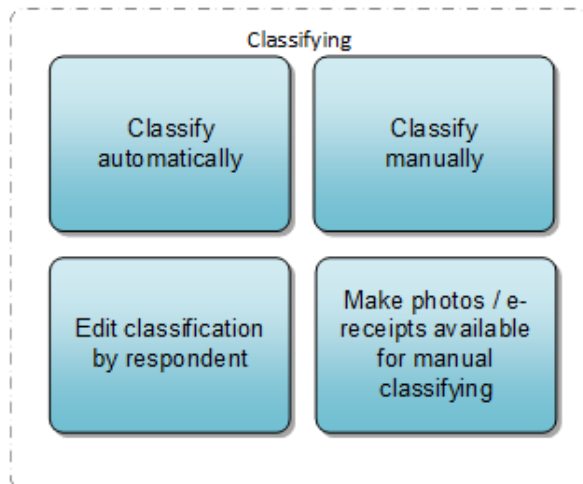 Classifying
Classify
automatically
Classify
manually
Edit classification
by respondent
Make photos / e-
receipts available
for manual
classifying